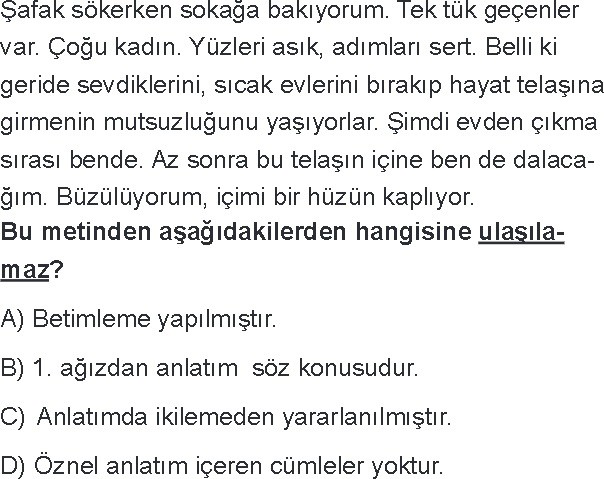 Şafak sökerken sokağa bakıyorum. Tek tük geçenler
var. Çoğu kadın. Yüzleri asık, adımları sert. Belli ki
geride sevdiklerini, sıcak evlerini bırakıp hayat telaşına
girmenin mutsuzluğunu yaşıyorlar. Şimdi evden çıkma
sırası bende. Az sonra bu telaşın içine ben de dalaca-
ğım. Büzülüyorum, içimi bir hüzün kaplıyor.
Bu metinden aşağıdakilerden hangisine ulaşıla-
maz?
A) Betimleme yapılmıştır.
B) 1. ağızdan anlatım söz konusudur.
C) Anlatımda ikilemeden yararlanılmıştır.
D) Öznel anlatım içeren cümleler yoktur.